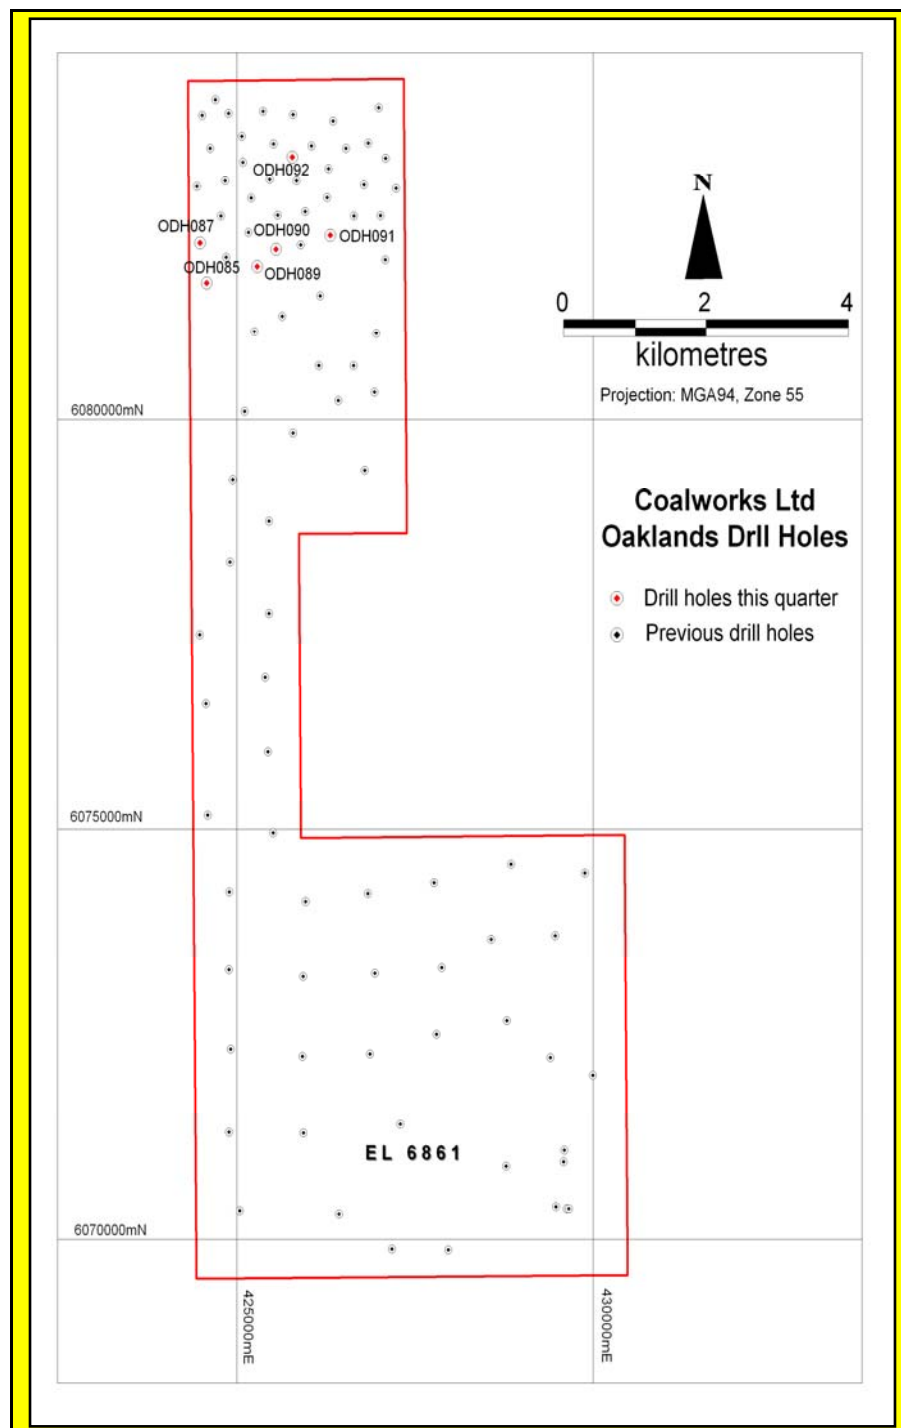 ODH092
N
ODH087
ODH090
ODH091
ODH085
ODH089
0 2 4
kilometres
Projection: MGA94, Zone 55
6080000mN
Coalworks Ltd
Oaklands Drll Holes
Drill holes this quarter
Previous drill holes
6075000mN
EL 6861
6070000mN
425000mE
430000mE